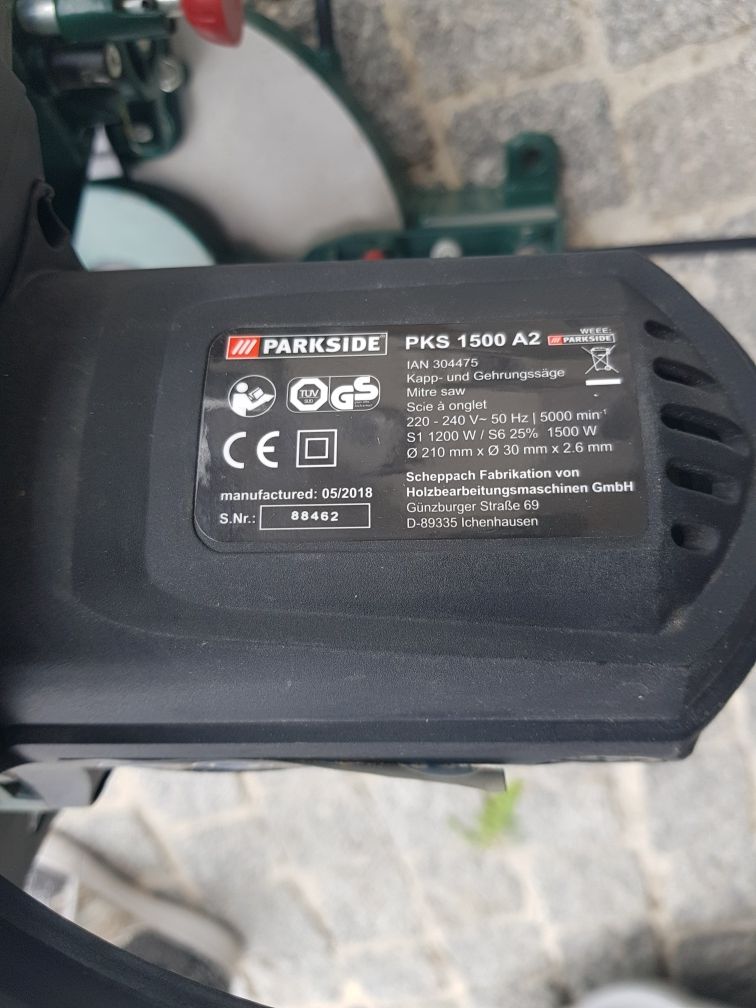 PARKSIDE
PKS 1500 A2
WEEE:
PARKSIDE
IAN 304475
Kapp- und Gehrungssäge
Mitre saw
Scie à onglet
220 - 240 V~ 50 Hz | 5000 min⁻¹
S1 1200 W / S6 25% 1500 W
Ø 210 mm x Ø 30 mm x 2.6 mm
TÜV
SÜD
GS
CE
manufactured: 05/2018
S.Nr.: 88462
Scheppach Fabrikation von
Holzbearbeitungsmaschinen GmbH
Günzburger Straße 69
D-89335 Ichenhausen